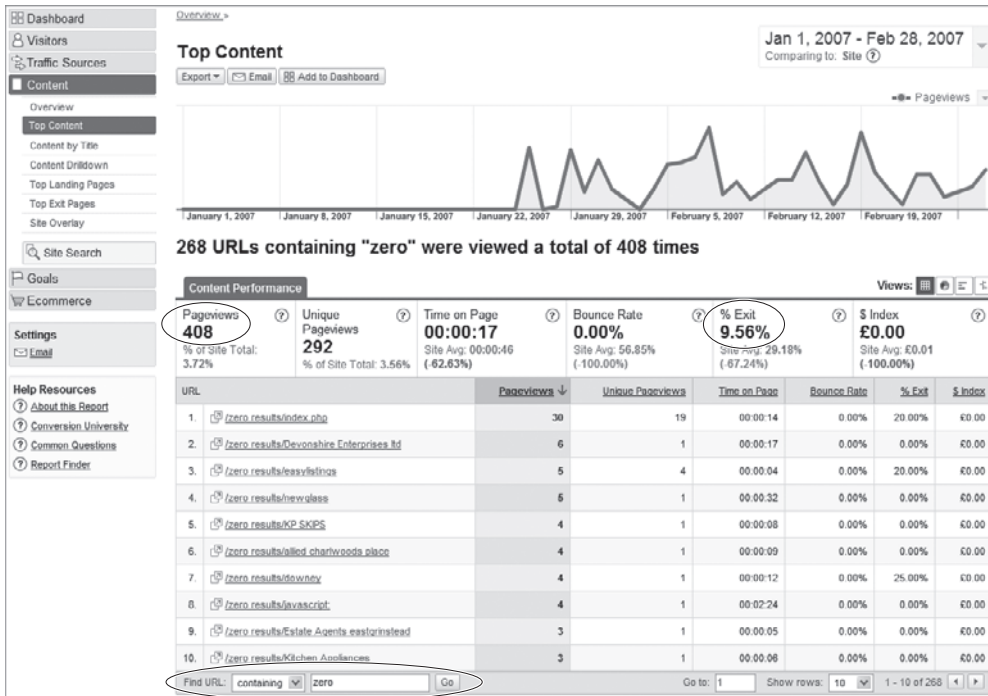 Dashboard
Visitors
Traffic Sources
Content
Overview
Top Content
Content by Title
Content Drilldown
Top Landing Pages
Top Exit Pages
Site Overlay
Site Search
Goals
Ecommerce
Settings
Email
Help Resources
? About this Report
? Conversion University
? Common Questions
? Report Finder
Overview »
Top Content
Jan 1, 2007 - Feb 28, 2007
Comparing to: Site ?
Export Email Add to Dashboard
Pageviews
January 1, 2007 January 8, 2007 January 15, 2007 January 22, 2007 January 29, 2007 February 5, 2007 February 12, 2007 February 19, 2007
268 URLs containing "zero" were viewed a total of 408 times
Content Performance
Views:
Pageviews ?
408
% of Site Total:
3.72%
Unique ?
Pageviews
292
% of Site Total: 3.56%
Time on Page ?
00:00:17
Site Avg: 00:00:46
(-62.63%)
Bounce Rate ?
0.00%
Site Avg: 56.85%
(-100.00%)
% Exit ?
9.56%
Site Avg: 29.18%
(-67.24%)
$ Index ?
£0.00
Site Avg: £0.01
(-100.00%)
URL Pageviews Unique Pageviews Time on Page Bounce Rate % Exit $ Index
1. /zero results/index.php 30 19 00:00:14 0.00% 20.00% £0.00
2. /zero results/Devonshire Enterprises ltd 6 1 00:00:17 0.00% 0.00% £0.00
3. /zero results/easylistings 5 4 00:00:04 0.00% 20.00% £0.00
4. /zero results/newglass 5 1 00:00:32 0.00% 0.00% £0.00
5. /zero results/KP SKIPS 4 1 00:00:08 0.00% 0.00% £0.00
6. /zero results/allied chartwoods place 4 1 00:00:09 0.00% 0.00% £0.00
7. /zero results/downey 4 1 00:00:12 0.00% 25.00% £0.00
8. /zero results/javascript: 4 1 00:02:24 0.00% 0.00% £0.00
9. /zero results/Estate Agents eastgrinstead 3 1 00:00:05 0.00% 0.00% £0.00
10. /zero results/Kitchen Appliances 3 1 00:00:06 0.00% 0.00% £0.00
Find URL: containing zero Go Go to: 1 Show rows: 10 1 - 10 of 268